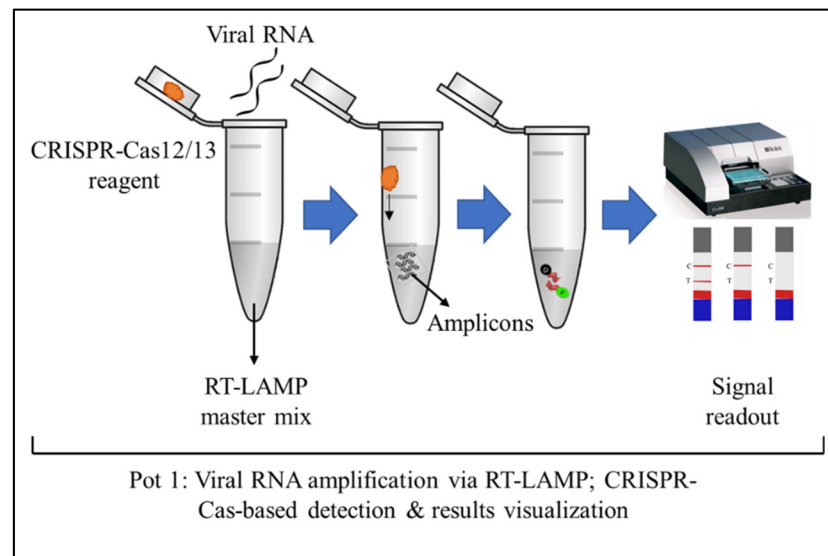 Viral RNA
CRISPR-Cas12/13
reagent
Amplicons
RT-LAMP
master mix
Signal
readout
C
T
C
T
C
T
Pot 1: Viral RNA amplification via RT-LAMP; CRISPR-
Cas-based detection & results visualization